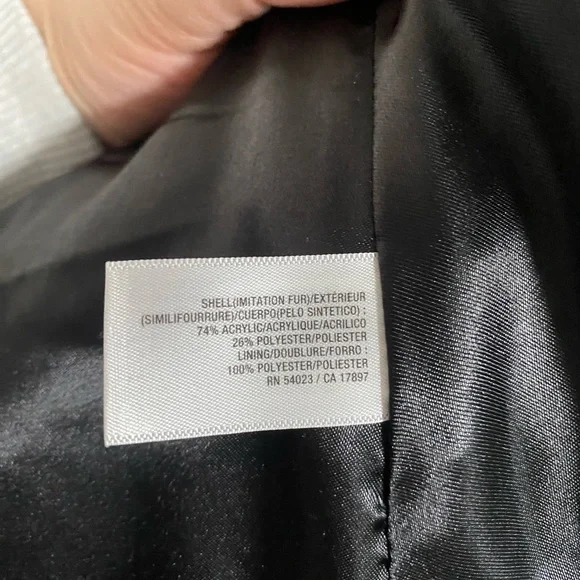 SHELL(IMITATION FUR)/EXTÉRIEUR
(SIMILIFOURRURE)/CUERPO(PELO SINTETICO) :
74% ACRYLIC/ACRYLIQUE/ACRILICO
26% POLYESTER/POLIESTER
LINING/DOUBLURE/FORRO :
100% POLYESTER/POLIESTER
RN 54023 / CA 17897